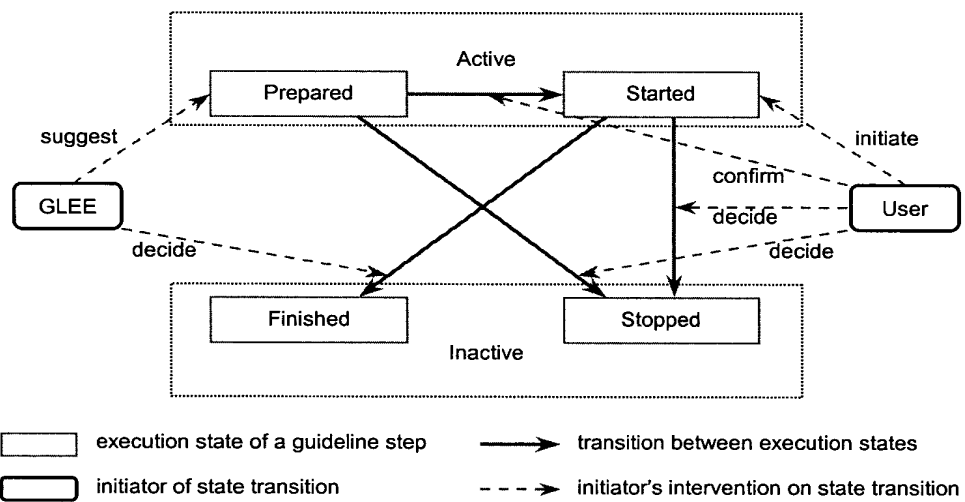 Active
Prepared
Started
suggest
initiate
confirm
GLEE
User
decide
decide
decide
Finished
Stopped
Inactive
execution state of a guideline step
transition between execution states
initiator of state transition
initiator's intervention on state transition